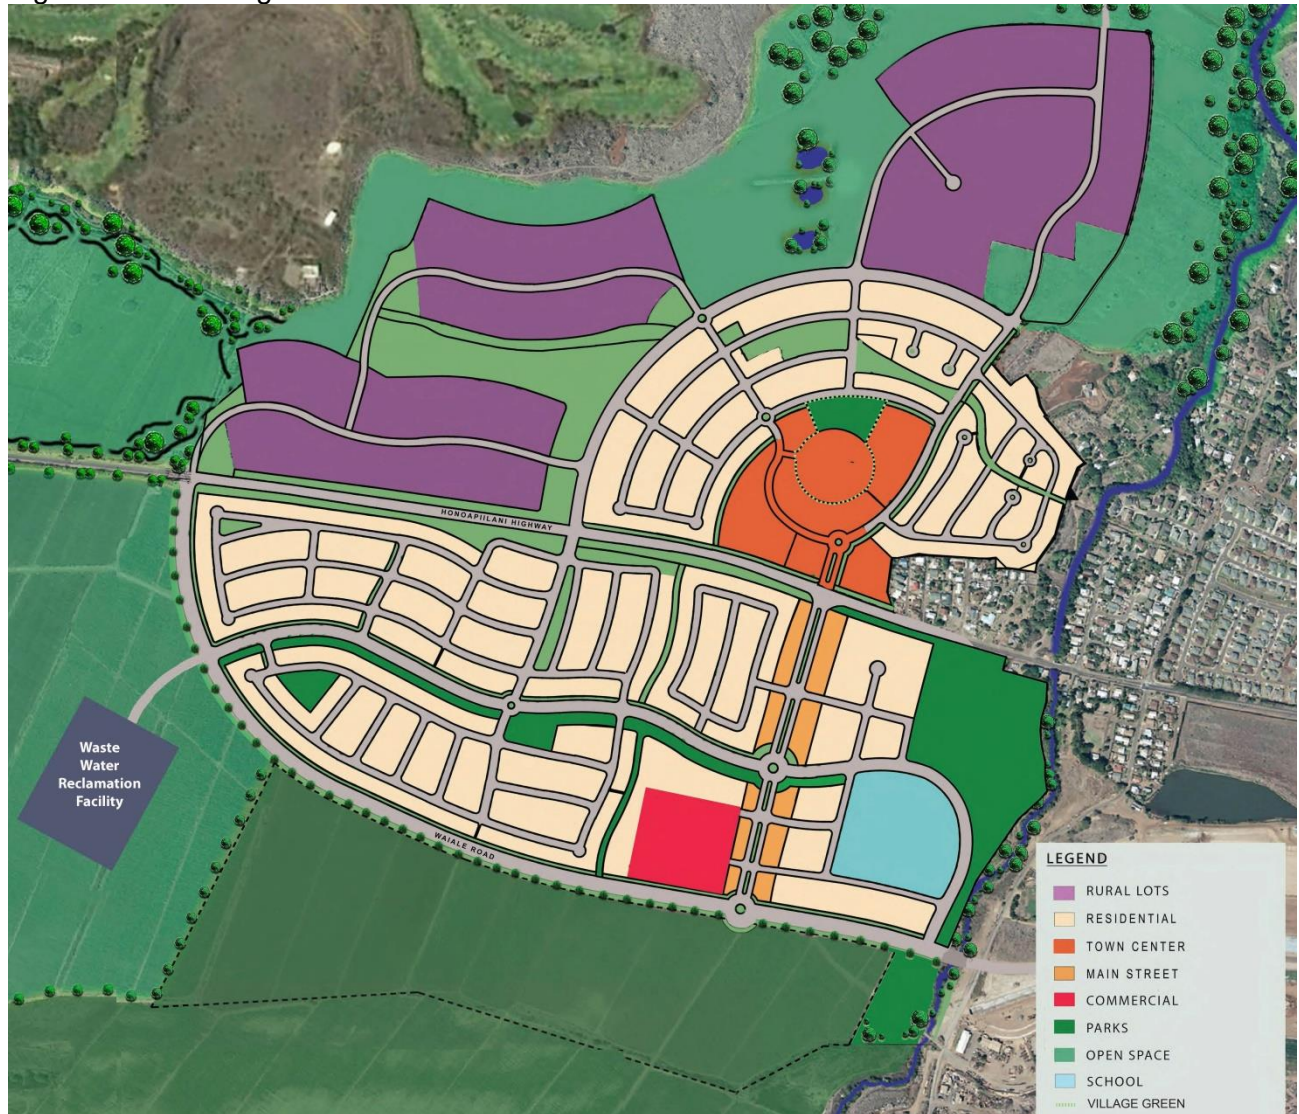 HONOAPIILANI HIGHWAY
Waste
Water
Reclamation
Facility
WAIALE ROAD
LEGEND
RURAL LOTS
RESIDENTIAL
TOWN CENTER
MAIN STREET
COMMERCIAL
PARKS
OPEN SPACE
SCHOOL
VILLAGE GREEN